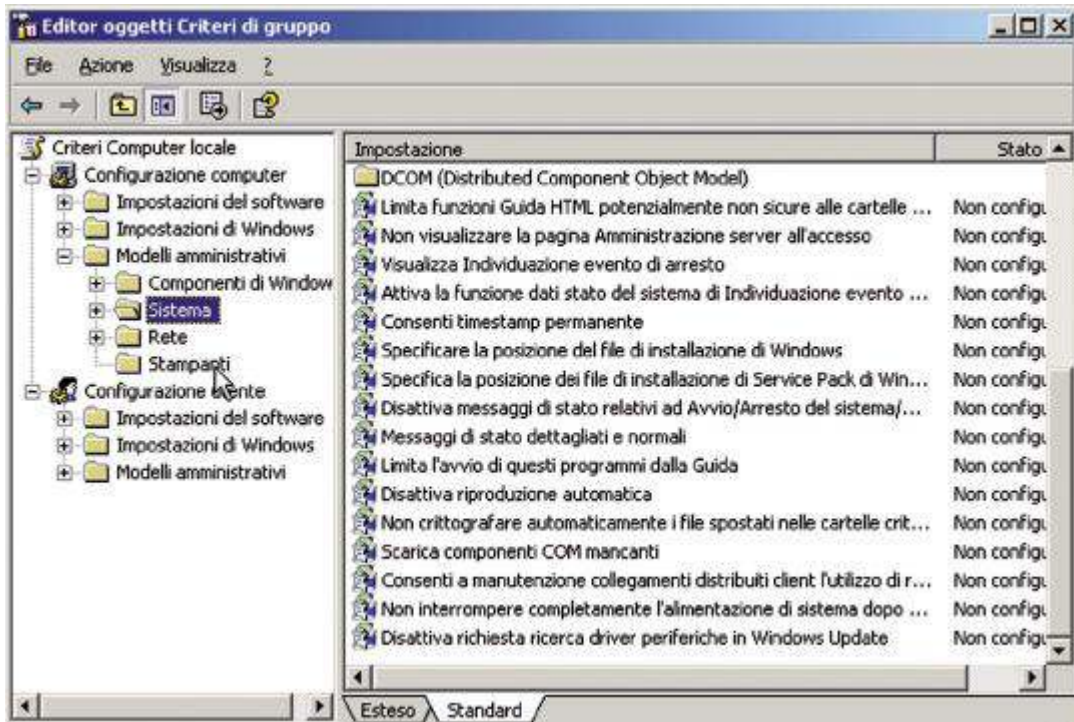 Editor oggetti Criteri di gruppo
File Azione Visualizza ?
Criteri Computer locale
Configurazione computer
Impostazioni del software
Impostazioni di Windows
Modelli amministrativi
Componenti di Window
Sistema
Rete
Stampanti
Configurazione utente
Impostazioni del software
Impostazioni di Windows
Modelli amministrativi
Impostazione Stato
DCOM (Distributed Component Object Model)
Limita funzioni Guida HTML potenzialmente non sicure alle cartelle ... Non configu
Non visualizzare la pagina Amministrazione server all'accesso Non configu
Visualizza Individuazione evento di arresto Non configu
Attiva la funzione dati stato del sistema di Individuazione evento ... Non configu
Consenti timestamp permanente Non configu
Specificare la posizione del file di installazione di Windows Non configu
Specifica la posizione dei file di installazione di Service Pack di Win... Non configu
Disattiva messaggi di stato relativi ad Avvio/Arresto del sistema/... Non configu
Messaggi di stato dettagliati e normali Non configu
Limita l'avvio di questi programmi dalla Guida Non configu
Disattiva riproduzione automatica Non configu
Non crittografare automaticamente i file spostati nelle cartelle crit... Non configu
Scarica componenti COM mancanti Non configu
Consenti a manutenzione collegamenti distribuiti client l'utilizzo di r... Non configu
Non interrompere completamente l'alimentazione di sistema dopo ... Non configu
Disattiva richiesta ricerca driver periferiche in Windows Update Non configu
Esteso Standard